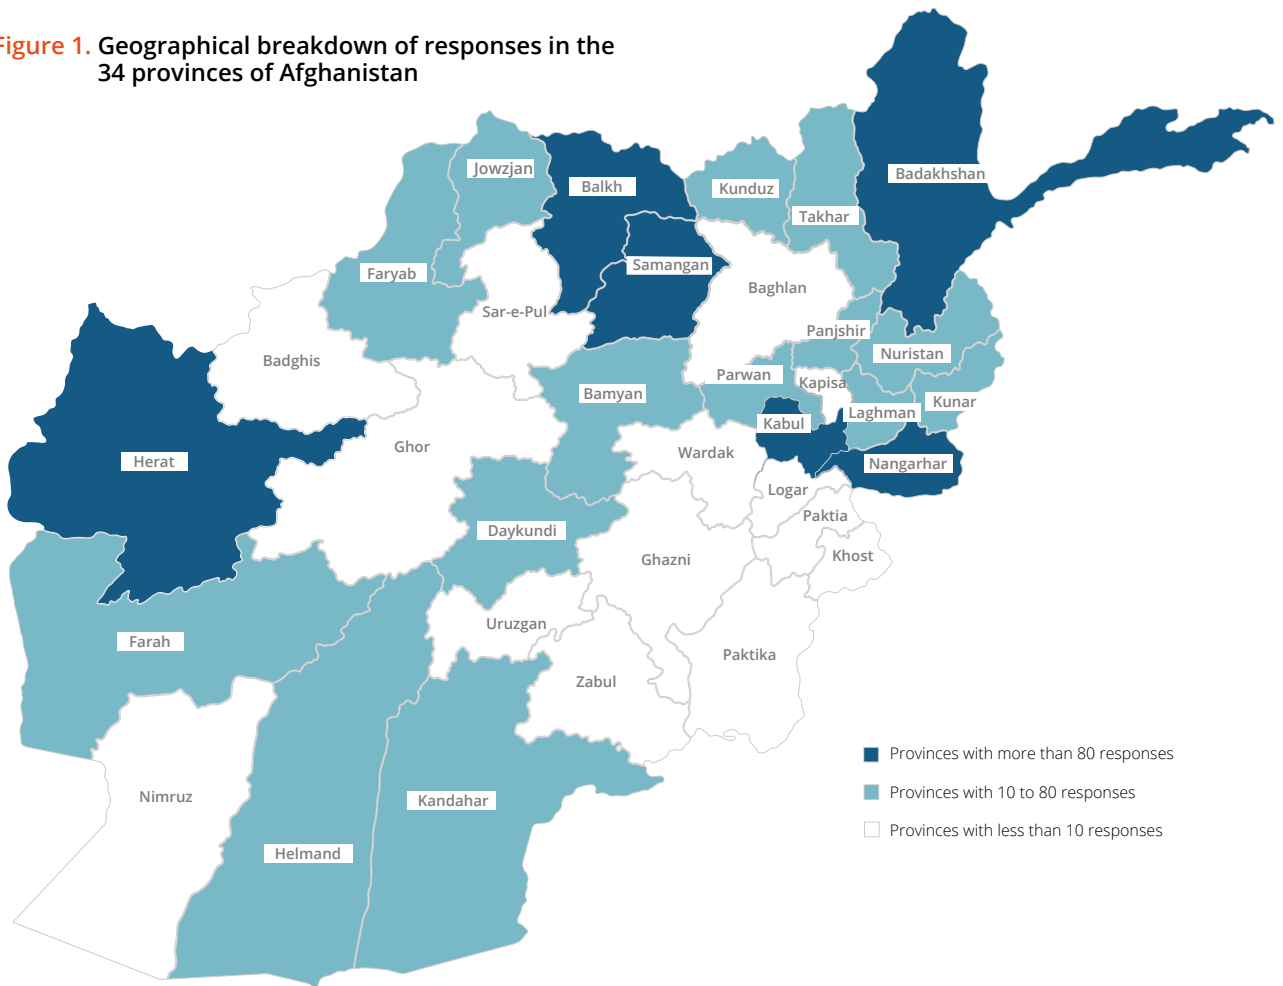 Figure 1. Geographical breakdown of responses in the
34 provinces of Afghanistan
Jowzjan
Balkh
Kunduz
Badakhshan
Takhar
Faryab
Samangan
Baghlan
Sar-e-Pul
Panjshir
Badghis
Nuristan
Parwan
Kapisa
Bamyan
Kunar
Laghman
Kabul
Ghor
Wardak
Herat
Nangarhar
Logar
Paktia
Daykundi
Khost
Ghazni
Uruzgan
Farah
Paktika
Zabul
Provinces with more than 80 responses
Provinces with 10 to 80 responses
Nimruz
Kandahar
Provinces with less than 10 responses
Helmand